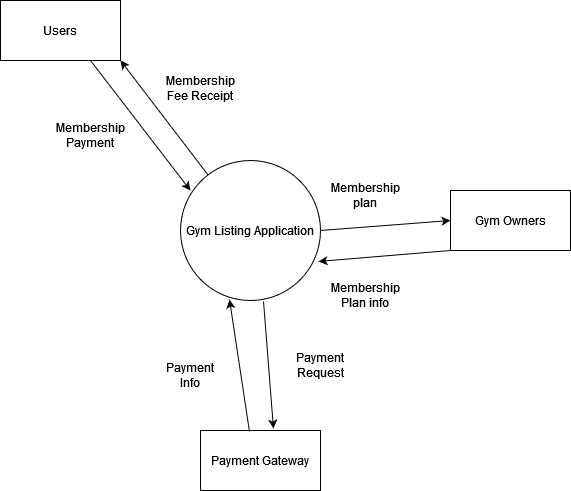 Users
Membership
Fee Receipt
Membership
Payment
Membership
plan
Gym Listing Application
Gym Owners
Membership
Plan info
Payment
Info
Payment
Request
Payment Gateway